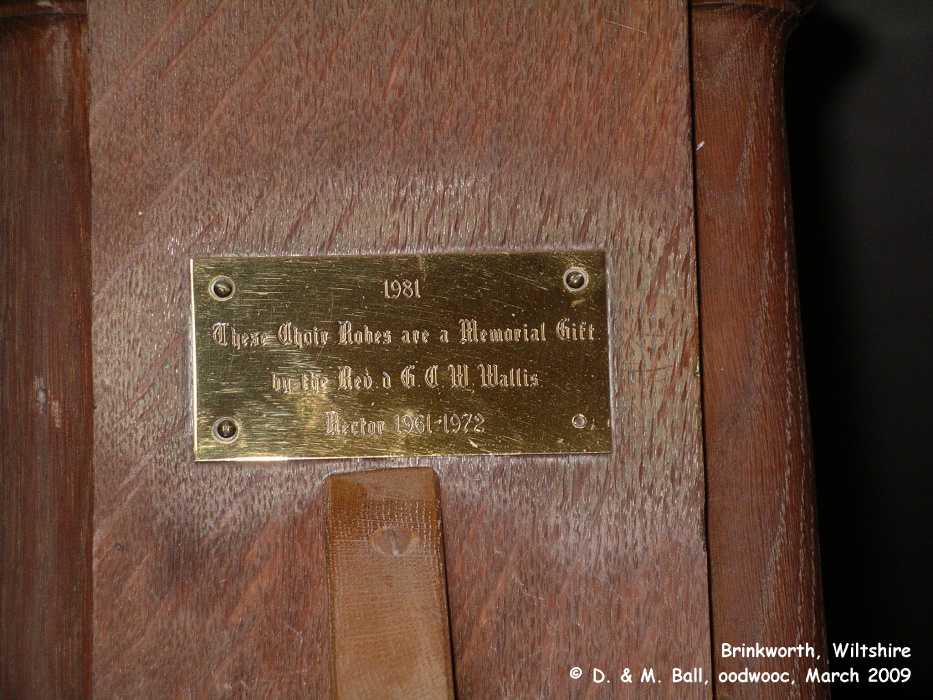 1981
These Choir Robes are a Memorial Gift
by the Rev.d G C W Wallis
Rector 1961-1972
Brinkworth, Wiltshire
© D. & M. Ball, oodwooc, March 2009